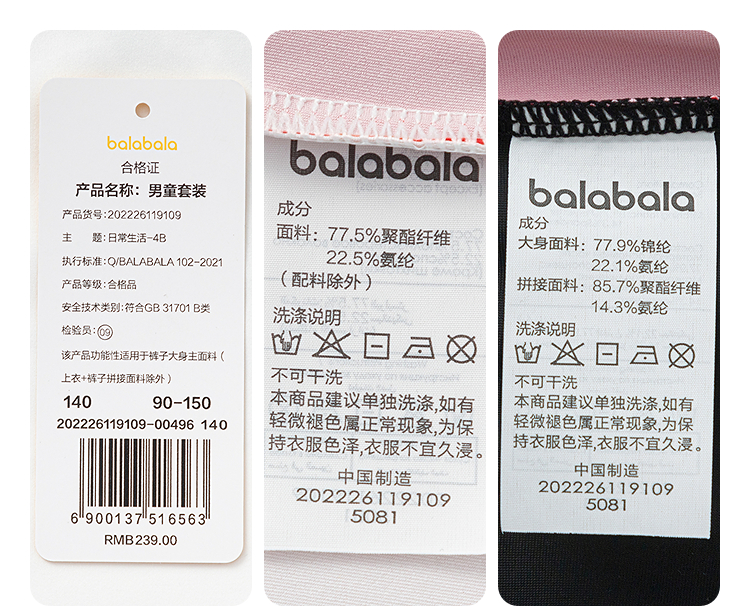 balabala
合格证
产品名称：男童套装
产品货号:202226119109
主 题:日常生活-4B
执行标准:Q/BALABALA 102-2021
产品等级:合格品
安全技术类别:符合GB 31701 B类
检验员:09
该产品功能性适用于裤子大身主面料（
上衣+裤子拼接面料除外）
140 90-150
202226119109-00496 140
6 900137 516563
RMB239.00
balabala
成分
面料：77.5%聚酯纤维
22.5%氨纶
（配料除外）
洗涤说明
不可干洗
本商品建议单独洗涤,如有
轻微褪色属正常现象,为保
持衣服色泽,衣服不宜久浸。
中国制造
202226119109
5081
balabala
成分
大身面料：77.9%锦纶
22.1%氨纶
拼接面料：85.7%聚酯纤维
14.3%氨纶
洗涤说明
不可干洗
本商品建议单独洗涤,如有
轻微褪色属正常现象,为保
持衣服色泽,衣服不宜久浸。
中国制造
202226119109
5081